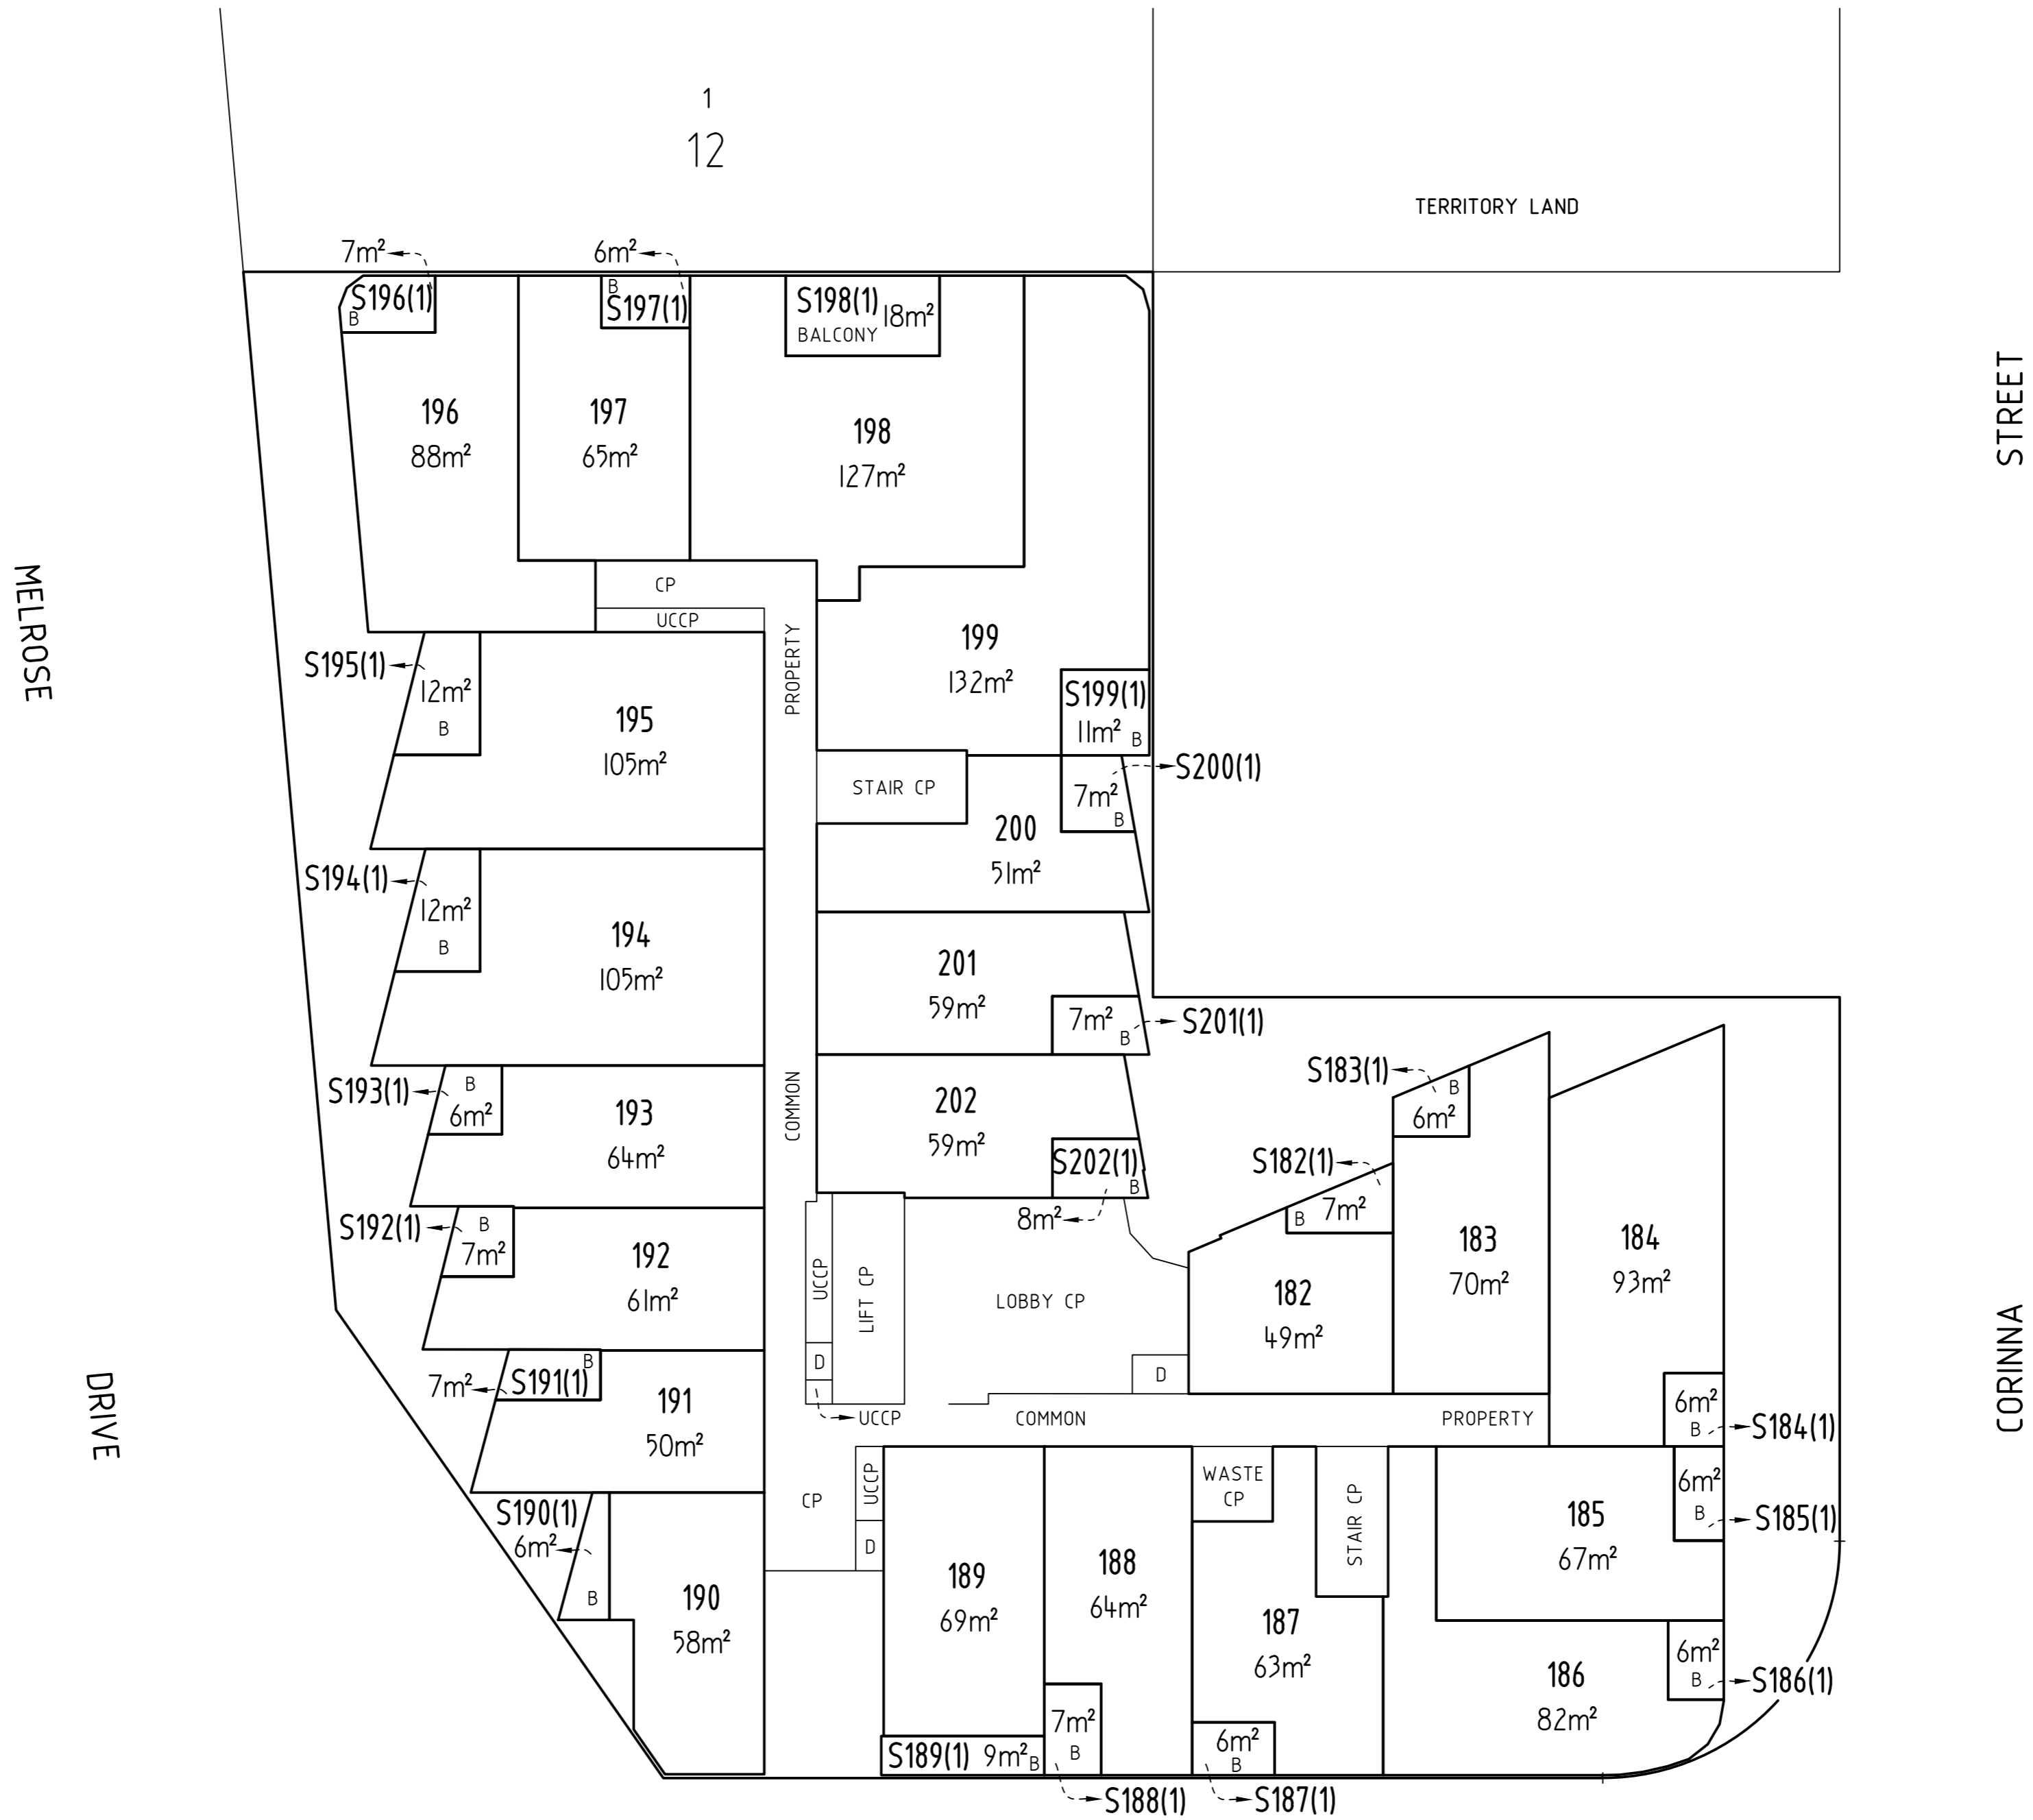 1
12
TERRITORY LAND
7m²
6m²
S196(1)
B
B
S197(1)
S198(1)
18m²
BALCONY
STREET
196
88m²
197
65m²
198
127m²
MELROSE
CP
UCCP
PROPERTY
199
132m²
S195(1)
12m²
B
195
105m²
S199(1)
11m²
B
STAIR CP
7m²
B
S200(1)
200
51m²
S194(1)
12m²
B
194
105m²
201
59m²
7m²
B
S201(1)
S193(1)
B
6m²
193
64m²
COMMON
202
59m²
S202(1)
B
8m²
S183(1)
B
6m²
S182(1)
7m²
B
S192(1)
B
7m²
192
61m²
UCCP
LIFT CP
LOBBY CP
182
49m²
183
70m²
184
93m²
CORINNA
DRIVE
7m²
S191(1)
B
191
50m²
D
UCCP
D
COMMON
PROPERTY
6m²
B
S184(1)
S190(1)
6m²
B
190
58m²
CP
UCCP
D
189
69m²
188
64m²
WASTE
CP
STAIR CP
187
63m²
185
67m²
6m²
B
S185(1)
186
82m²
6m²
B
S186(1)
S189(1)
9m²
B
7m²
B
S188(1)
6m²
B
S187(1)